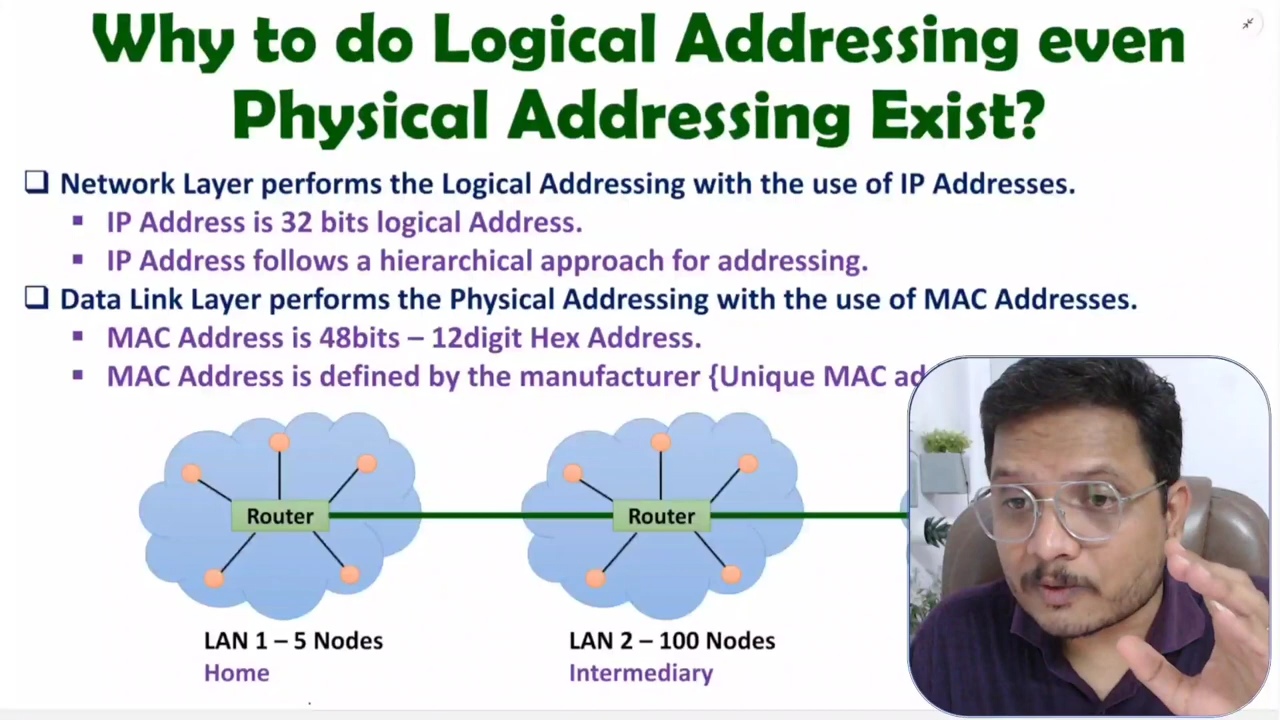 Why to do Logical Addressing even
Physical Addressing Exist?
❑ Network Layer performs the Logical Addressing with the use of IP Addresses.
▪ IP Address is 32 bits logical Address.
▪ IP Address follows a hierarchical approach for addressing.
❑ Data Link Layer performs the Physical Addressing with the use of MAC Addresses.
▪ MAC Address is 48bits – 12digit Hex Address.
▪ MAC Address is defined by the manufacturer {Unique MAC
Router
Router
LAN 1 – 5 Nodes
LAN 2 – 100 Nodes
Home
Intermediary